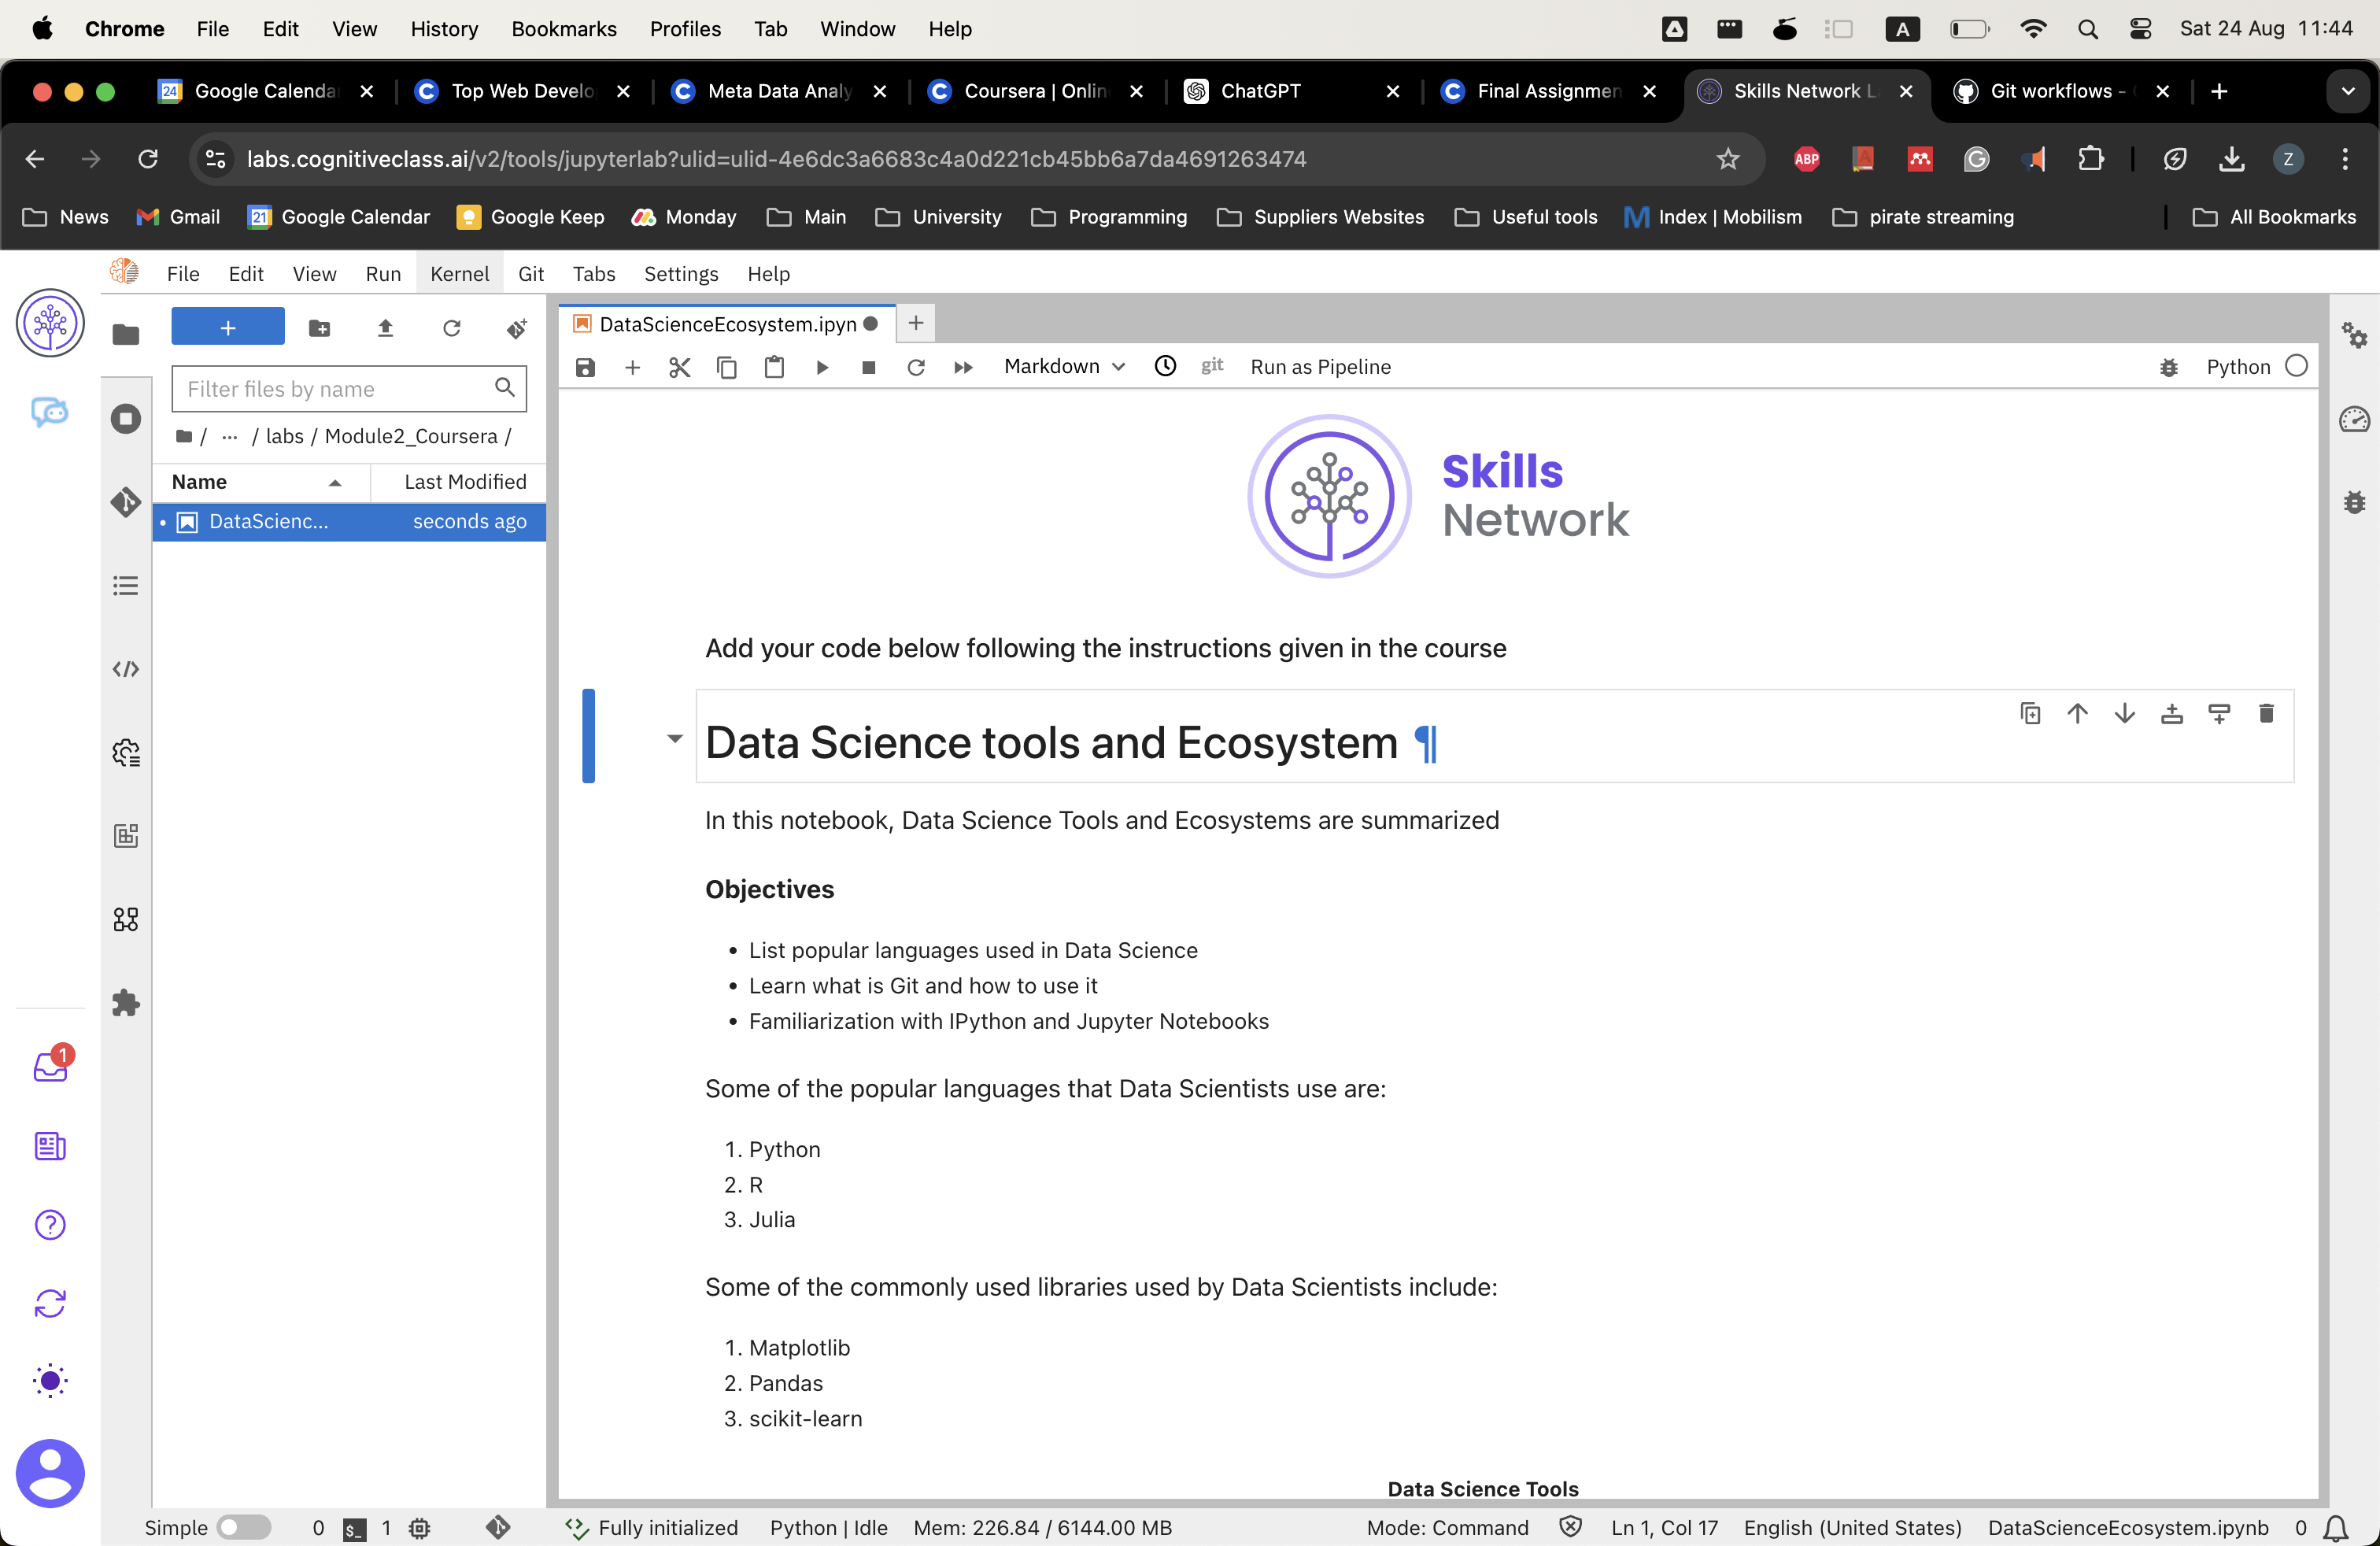 Chrome File Edit View History Bookmarks Profiles Tab Window Help A Sat 24 Aug 11:44
24 Google Calenda Top Web Develo Meta Data Analy Coursera | Onlin ChatGPT Final Assignmen Skills Network L Git workflows -
labs.cognitiveclass.ai/v2/tools/jupyterlab?ulid=ulid-4e6dc3a6683c4a0d221cb45bb6a7da4691263474 ABP Z
News Gmail 21 Google Calendar Google Keep Monday Main University Programming Suppliers Websites Useful tools Index | Mobilism pirate streaming All Bookmarks
File Edit View Run Kernel Git Tabs Settings Help
DataScienceEcosystem.ipyn
Markdown git Run as Pipeline Python
Filter files by name
/ ... / labs / Module2_Coursera /
Name Last Modified
DataScienc... seconds ago
Skills
Network
Add your code below following the instructions given in the course
Data Science tools and Ecosystem ¶
In this notebook, Data Science Tools and Ecosystems are summarized
Objectives
• List popular languages used in Data Science
• Learn what is Git and how to use it
• Familiarization with IPython and Jupyter Notebooks
Some of the popular languages that Data Scientists use are:
1. Python
2. R
3. Julia
Some of the commonly used libraries used by Data Scientists include:
1. Matplotlib
2. Pandas
3. scikit-learn
Data Science Tools
1
Simple 0 $_ 1 Fully initialized Python | Idle Mem: 226.84 / 6144.00 MB Mode: Command Ln 1, Col 17 English (United States) DataScienceEcosystem.ipynb 0